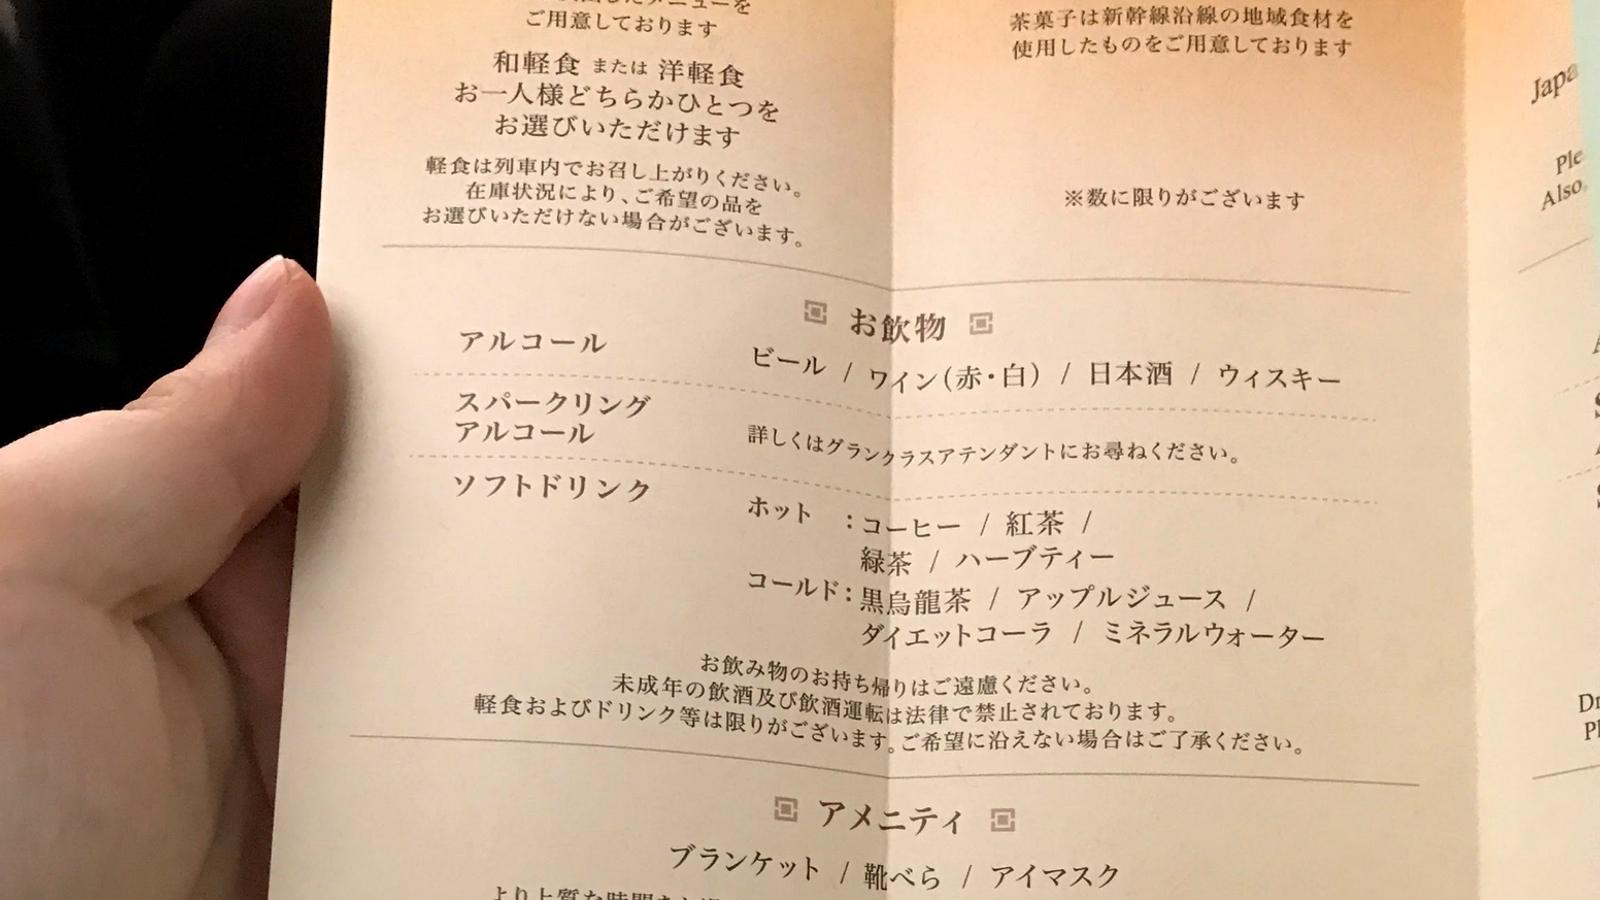 ご用意しております
和軽食 または 洋軽食
お一人様どちらかひとつを
お選びいただけます
軽食は列車内でお召し上がりください。
在庫状況により、ご希望の品を
お選びいただけない場合がございます。
茶菓子は新幹線沿線の地域食材を
使用したものをご用意しております
※数に限りがございます
お飲物
アルコール ビール / ワイン(赤・白) / 日本酒 / ウィスキー
スパークリング
アルコール 詳しくはグランクラスアテンダントにお尋ねください。
ソフトドリンク ホット :コーヒー / 紅茶 /
緑茶 / ハーブティー
コールド:黒烏龍茶 / アップルジュース /
ダイエットコーラ / ミネラルウォーター
お飲み物のお持ち帰りはご遠慮ください。
未成年の飲酒及び飲酒運転は法律で禁止されております。
軽食およびドリンク等は限りがございます。ご希望に沿えない場合はご了承ください。
アメニティ
ブランケット / 靴べら / アイマスク
Also,